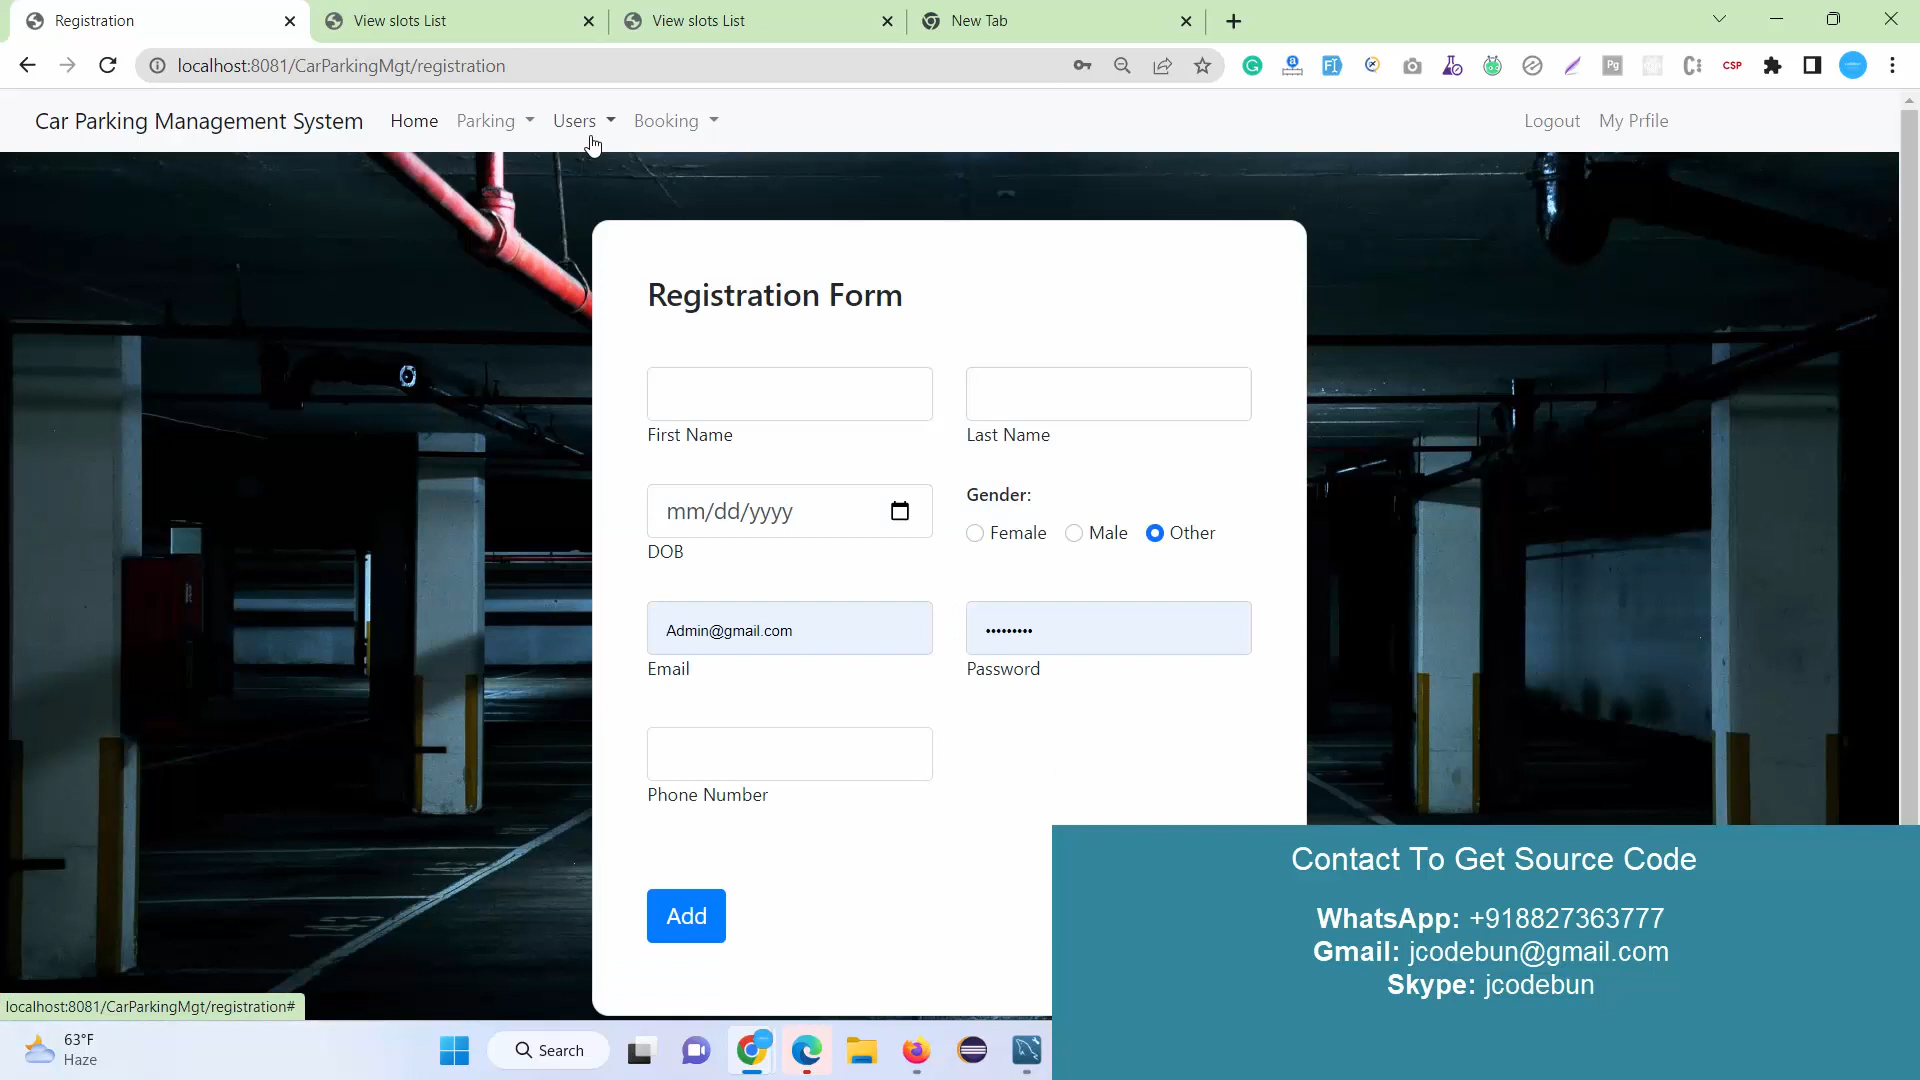 Registration
View slots List
View slots List
New Tab
localhost:8081/CarParkingMgt/registration
CSP
Pg
Car Parking Management System
Home
Parking
Users
Booking
Logout
My Prfile
Registration Form
First Name
Last Name
mm/dd/yyyy
DOB
Gender:
Female
Male
Other
Admin@gmail.com
•••••••••
Email
Password
Phone Number
Add
Contact To Get Source Code
WhatsApp: +918827363777
Gmail: jcodebun@gmail.com
Skype: jcodebun
localhost:8081/CarParkingMgt/registration#
63°F
Haze
Search